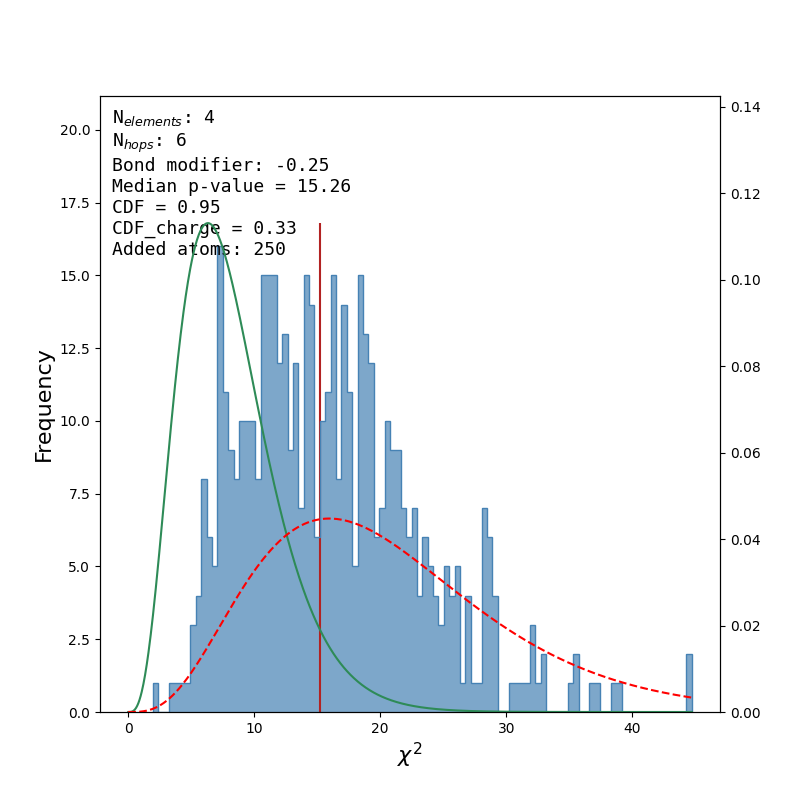 N_elements: 4
N_hops: 6
Bond modifier: -0.25
Median p-value = 15.26
CDF = 0.95
CDF_charge = 0.33
Added atoms: 250
20.0
17.5
15.0
12.5
10.0
7.5
5.0
2.5
0.0
Frequency
0.14
0.12
0.10
0.08
0.06
0.04
0.02
0.00
0 10 20 30 40
χ²